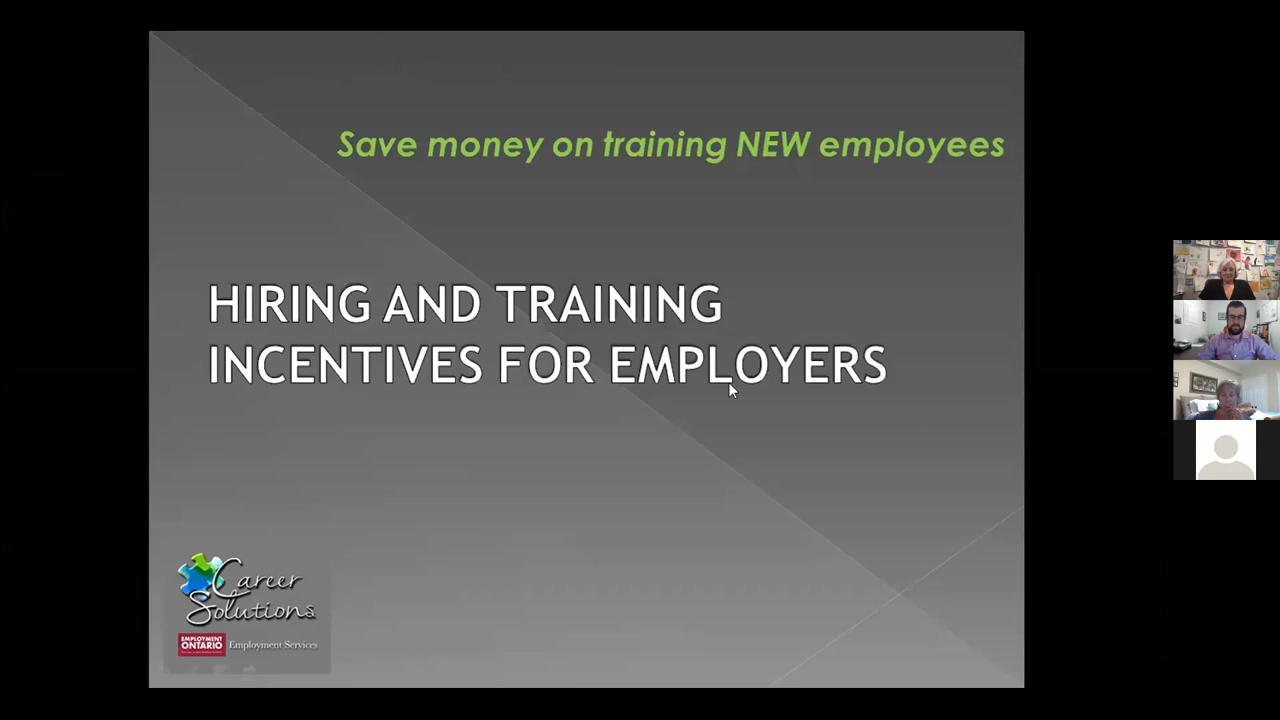 Save money on training NEW employees
HIRING AND TRAINING
INCENTIVES FOR EMPLOYERS
Career
Solutions
EMPLOYMENT
ONTARIO
Employment Services